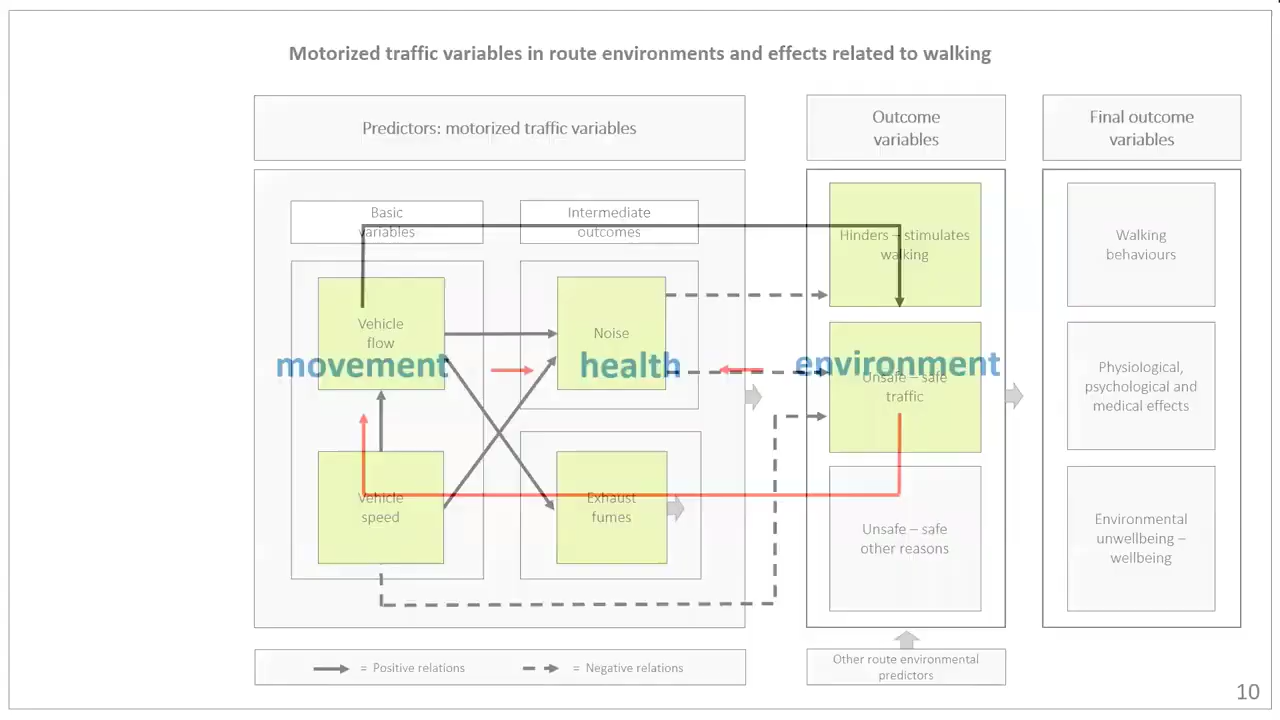 Motorized traffic variables in route environments and effects related to walking
Predictors: motorized traffic variables
Outcome
variables
Final outcome
variables
Basic
variables
Intermediate
outcomes
Hinders – stimulates
walking
Walking
behaviours
Vehicle
flow
Noise
movement
health
environment
Unsafe – safe
traffic
Physiological,
psychological and
medical effects
Vehicle
speed
Exhaust
fumes
Unsafe – safe
other reasons
Environmental
unwellbeing –
wellbeing
= Positive relations
= Negative relations
Other route environmental
predictors
10